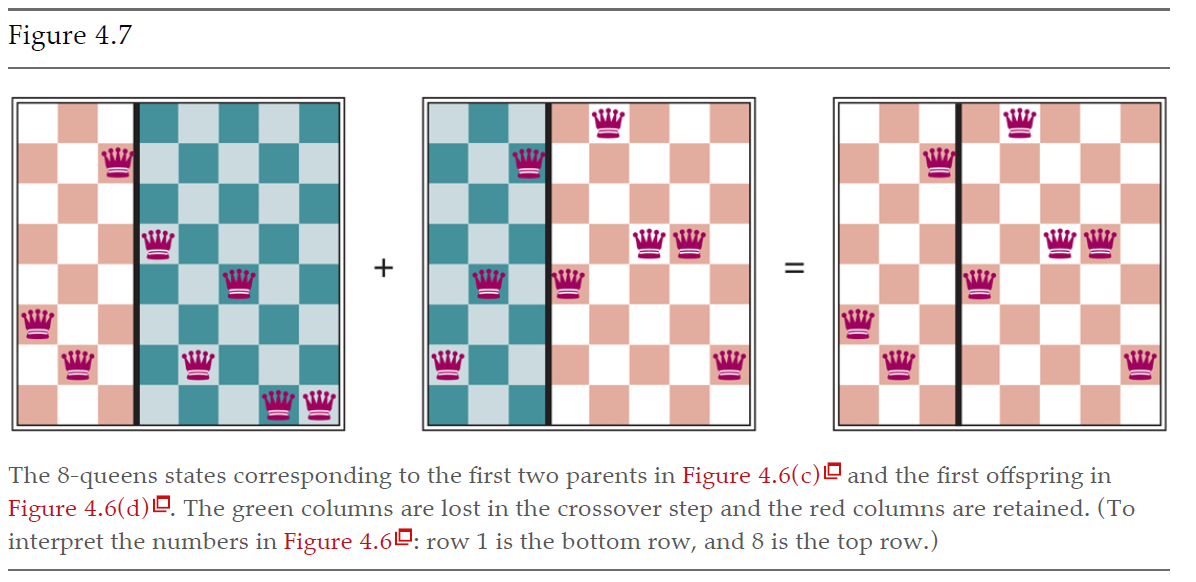 Figure 4.7
+
=
The 8-queens states corresponding to the first two parents in Figure 4.6(c) and the first offspring in
Figure 4.6(d). The green columns are lost in the crossover step and the red columns are retained. (To
interpret the numbers in Figure 4.6: row 1 is the bottom row, and 8 is the top row.)